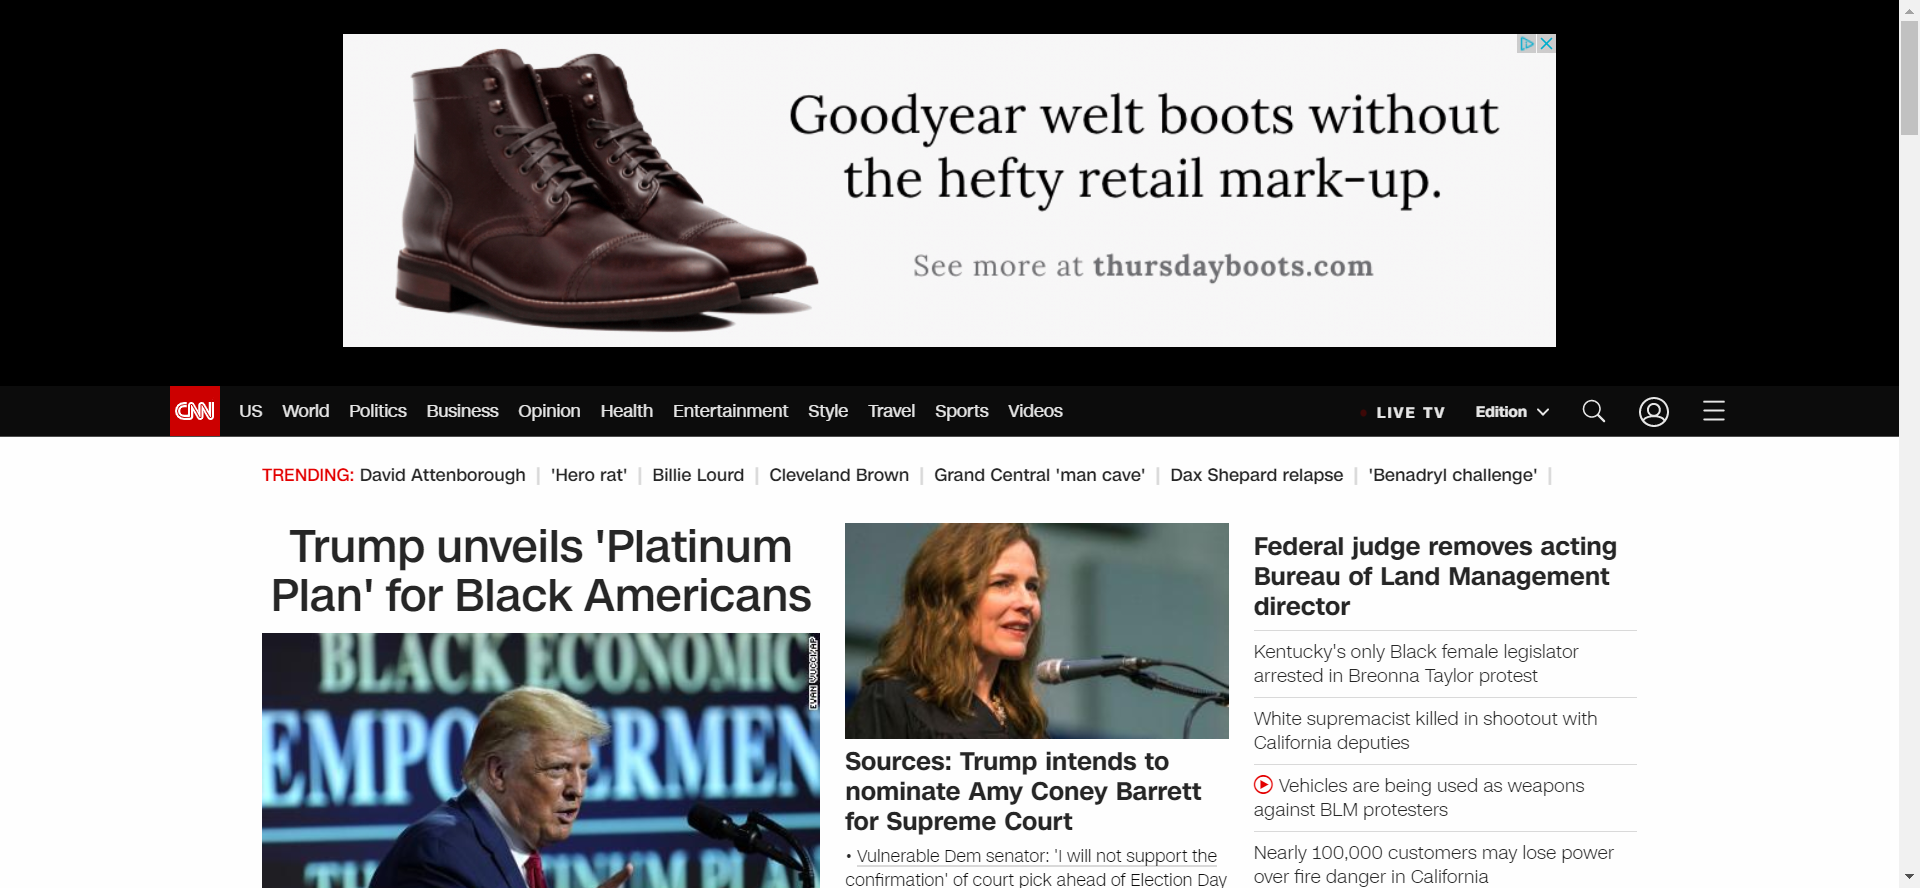 Goodyear welt boots without
the hefty retail mark-up.
See more at thursdayboots.com
CNN US World Politics Business Opinion Health Entertainment Style Travel Sports Videos LIVE TV Edition
TRENDING: David Attenborough | 'Hero rat' | Billie Lourd | Cleveland Brown | Grand Central 'man cave' | Dax Shepard relapse | 'Benadryl challenge' |
Trump unveils 'Platinum
Plan' for Black Americans
BLACK ECONOMIC
EVAN VUCCI/AP
Sources: Trump intends to
nominate Amy Coney Barrett
for Supreme Court
• Vulnerable Dem senator: 'I will not support the
confirmation' of court pick ahead of Election Day
Federal judge removes acting
Bureau of Land Management
director
Kentucky's only Black female legislator
arrested in Breonna Taylor protest
White supremacist killed in shootout with
California deputies
Vehicles are being used as weapons
against BLM protesters
Nearly 100,000 customers may lose power
over fire danger in California